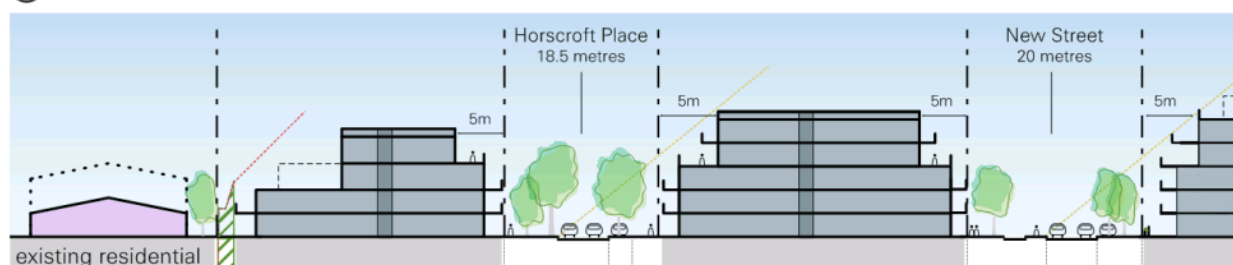 Horscroft Place
18.5 metres
New Street
20 metres
5m
5m
5m
5m
existing residential